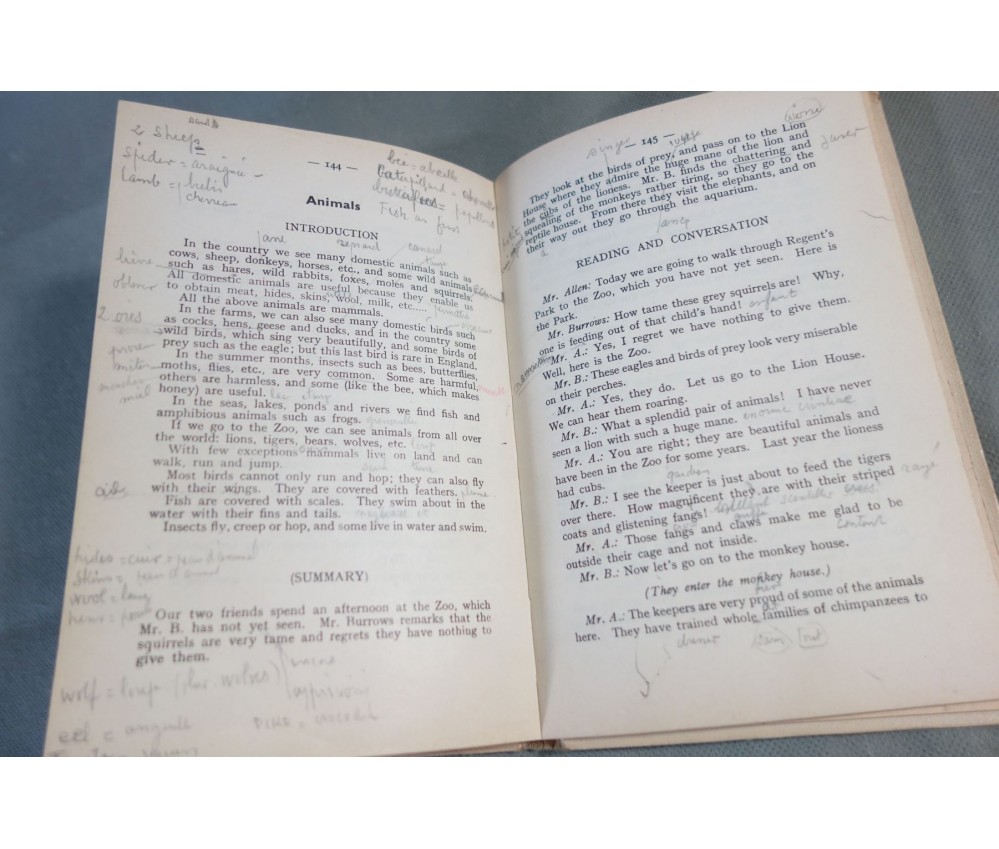 2 sheep
spider = araignée
lamb =
— 144 —
bee = abeille
Fish as
Animals
INTRODUCTION
In the country we see many domestic animals such as
cows, sheep, donkeys, horses, etc., and some wild animals
such as hares, wild rabbits, foxes, moles and squirrels.
All domestic animals are useful because they enable us
to obtain meat, hides, skins, wool, milk, etc....
All the above animals are mammals.
In the farms, we can also see many domestic birds such
as cocks, hens, geese and ducks, and in the country some
wild birds, which sing very beautifully, and some birds of
prey such as the eagle; but this last bird is rare in England.
In the summer months, insects such as bees, butterflies,
moths, flies, etc., are very common. Some are harmful,
others are harmless, and some (like the bee, which makes
honey) are useful.
In the seas, lakes, ponds and rivers we find fish and
amphibious animals such as frogs.
If we go to the Zoo, we can see animals from all over
the world: lions, tigers, bears, wolves, etc.
With few exceptions mammals live on land and can
walk, run and jump.
Most birds cannot only run and hop; they can also fly
with their wings. They are covered with feathers.
Fish are covered with scales. They swim about in the
water with their fins and tails.
Insects fly, creep or hop, and some live in water and swim.
hides = cuir =
skins =
(SUMMARY)
Our two friends spend an afternoon at the Zoo, which
Mr. B. has not yet seen. Mr. Burrows remarks that the
squirrels are very tame and regrets they have nothing to
give them.
wolf = loup (plur. wolves)
eel = anguille
— 145 —
They look at the birds of prey, and pass on to the Lion
House where they admire the huge mane of the lion and
the cubs of the lioness. Mr. B. finds the chattering and
squealing of the monkeys rather tiring, so they go to the
reptile house. From there they visit the elephants, and on
their way out they go through the aquarium.
READING AND CONVERSATION
Mr. Allen: Today we are going to walk through Regent's
Park to the Zoo, which you have not yet seen. Here is
the Park.
Mr. Burrows: How tame these grey squirrels are! Why,
one is feeding out of that child's hand! enfant
Mr. A.: Yes, I regret we have nothing to give them.
Well, here is the Zoo.
Mr. B.: These eagles and birds of prey look very miserable
on their perches.
Mr. A.: Yes, they do. Let us go to the Lion House.
We can hear them roaring.
Mr. B.: What a splendid pair of animals! I have never
seen a lion with such a huge mane. enorme crinière
Mr. A.: You are right; they are beautiful animals and
have been in the Zoo for some years. Last year the lioness
had cubs.
Mr. B.: I see the keeper is just about to feed the tigers
over there. How magnificent they are with their striped
coats and glistening fangs!
Mr. A.: Those fangs and claws make me glad to be
outside their cage and not inside.
Mr. B.: Now let's go on to the monkey house.
(They enter the monkey house.)
Mr. A.: The keepers are very proud of some of the animals
here. They have trained whole families of chimpanzees to